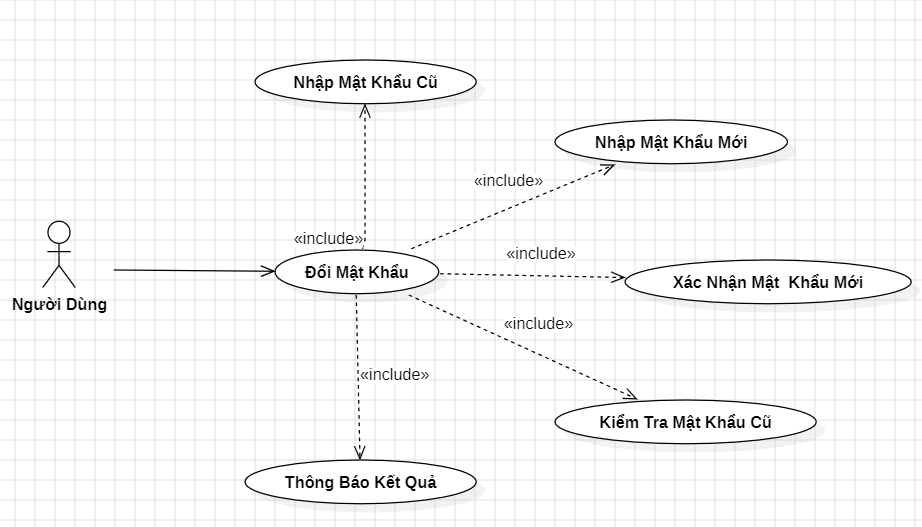 Nhập Mật Khẩu Cũ
Nhập Mật Khẩu Mới
«include»
«include»
«include»
Đổi Mật Khẩu
Xác Nhận Mật  Khẩu Mới
Người Dùng
«include»
«include»
Kiểm Tra Mật Khẩu Cũ
Thông Báo Kết Quả